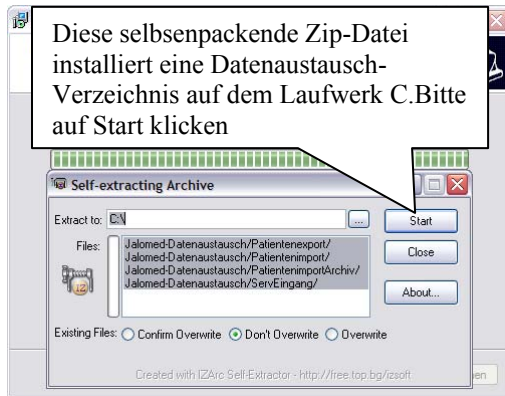 Diese selbsenpackende Zip-Datei
installiert eine Datenaustausch-
Verzeichnis auf dem Laufwerk C.Bitte
auf Start klicken
Self-extracting Archive
Extract to: C:\ ... Start
Files:
Jalomed-Datenaustausch/Patientenexport/
Jalomed-Datenaustausch/Patientenimport/
Jalomed-Datenaustausch/PatientenimportArchiv/
Jalomed-Datenaustausch/ServEingang/
Close
About...
IZ
Existing Files: Confirm Overwrite Don't Overwrite Overwrite
Created with IZArc Self-Extractor - http://free.top.bg/izsoft
en